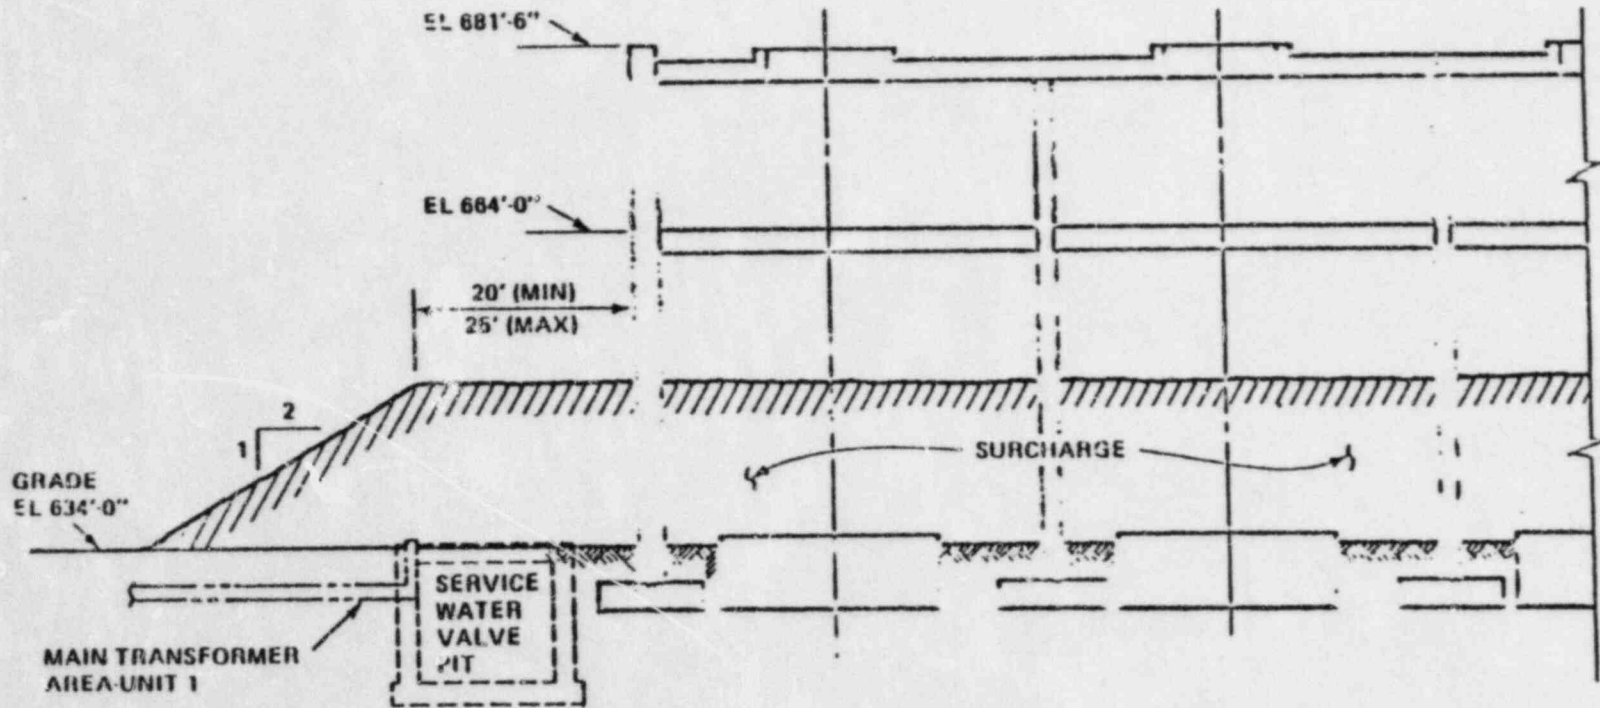 EL 681'-6"
EL 664'-0"
20' (MIN)
25' (MAX)
2
1
SURCHARGE
GRADE
EL 634'-0"
SERVICE
WATER
VALVE
PIT
MAIN TRANSFORMER
AREA-UNIT 1